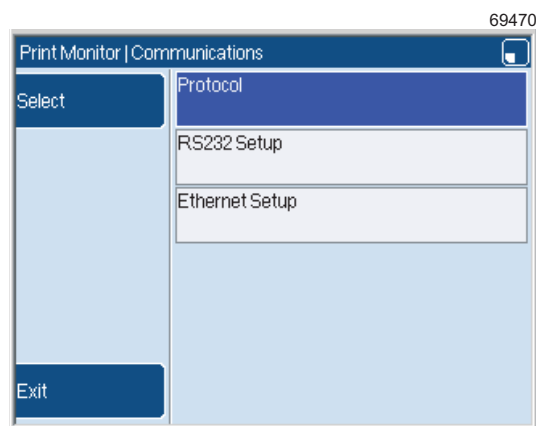 69470
Print Monitor | Communications
Select
Protocol
RS232 Setup
Ethernet Setup
Exit